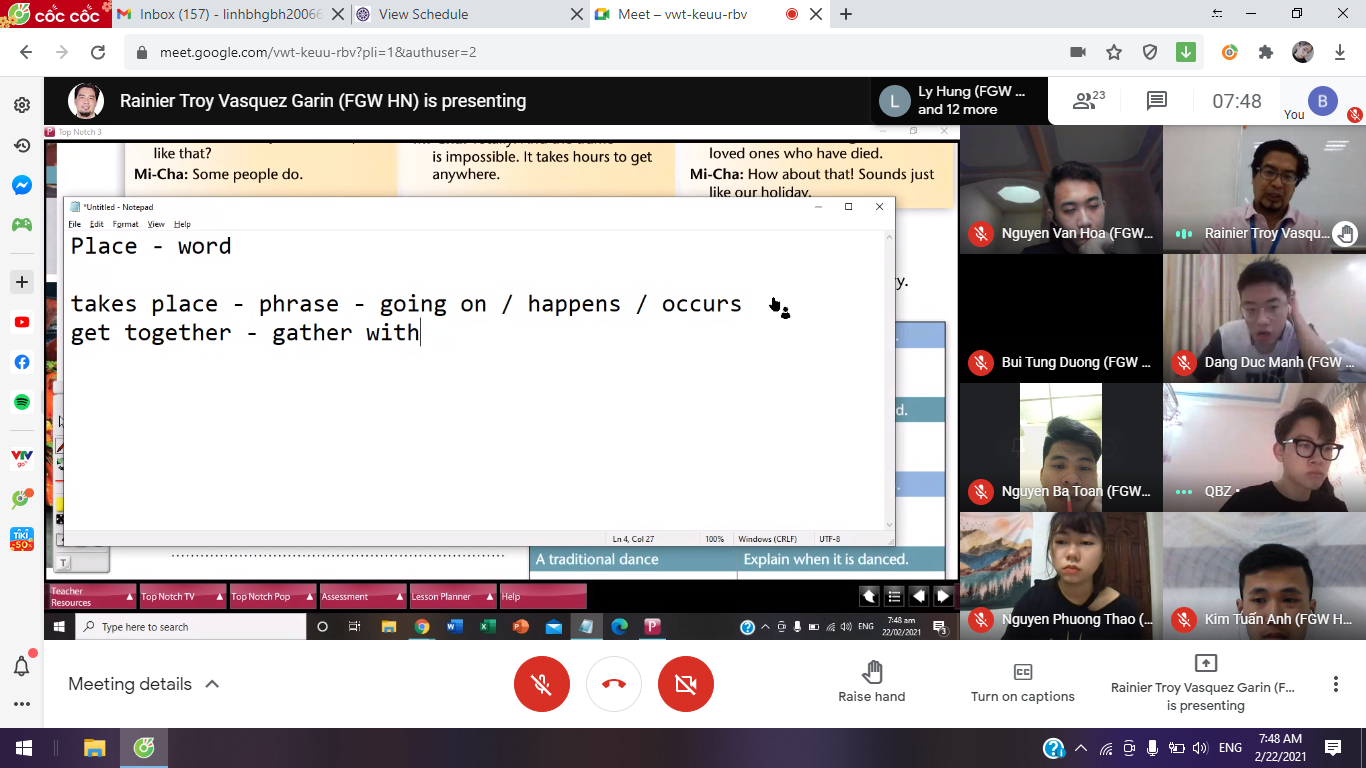 cốc cốc
Inbox (157) - linhbhgbh20066
View Schedule
Meet – vwt-keuu-rbv
meet.google.com/vwt-keuu-rbv?pli=1&authuser=2
Rainier Troy Vasquez Garin (FGW HN) is presenting
L
Ly Hung (FGW ...
and 12 more
23
07:48
You
B
Top Notch 3
like that?
Mi-Cha: Some people do.
is impossible. It takes hours to get
anywhere.
loved ones who have died.
Mi-Cha: How about that! Sounds just
like our holiday.
*Untitled - Notepad
File Edit Format View Help
Place - word
takes place - phrase - going on / happens / occurs
get together - gather with
Ln 4, Col 27
100%
Windows (CRLF)
UTF-8
y.
d.
A traditional dance
Explain when it is danced.
T
Teacher
Resources
Top Notch TV
Top Notch Pop
Assessment
Lesson Planner
Help
Type here to search
ENG
7:48 am
22/02/2021
3
Nguyen Van Hoa (FGW...
Rainier Troy Vasqu...
Bui Tung Duong (FGW ...
Dang Duc Manh (FGW ...
Nguyen Ba Toan (FGW...
QBZ •
Nguyen Phuong Thao (...
Kim Tuấn Anh (FGW H...
VTV
go
TIKI
-50%
Meeting details
Raise hand
Turn on captions
Rainier Troy Vasquez Garin (F...
is presenting
ENG
7:48 AM
2/22/2021